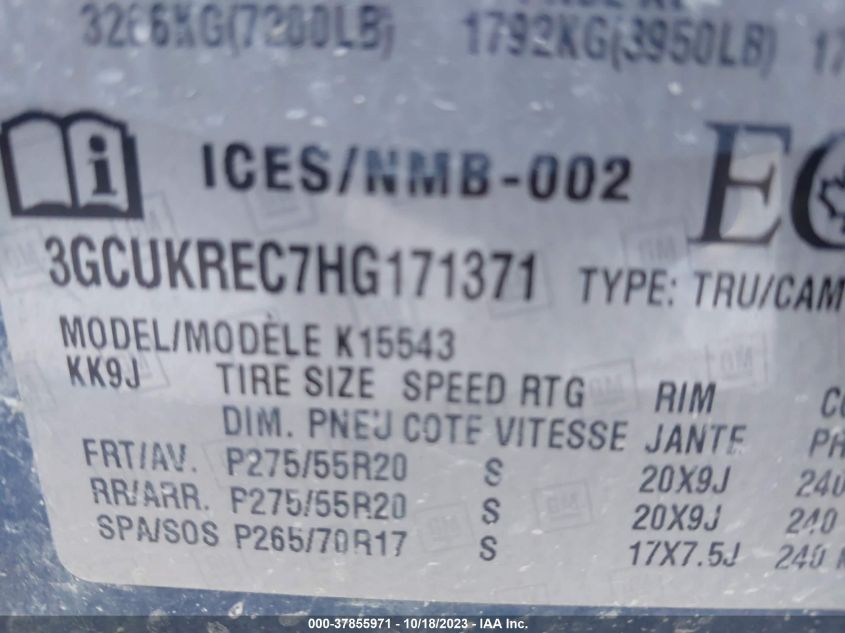 3266KG(7200LB) 1792KG(3950LB) 17
ICES/NMB-002 EC
3GCUKREC7HG171371 TYPE: TRU/CAM
MODEL/MODÈLE K15543
KK9J TIRE SIZE SPEED RTG RIM
DIM. PNEU COTE VITESSE JANTE
FRT/AV. P275/55R20 S 20X9J 240
RR/ARR. P275/55R20 S 20X9J 240
SPA/SOS P265/70R17 S 17X7.5J 240
000-37855971 | 10/18/2023 | IAA Inc.